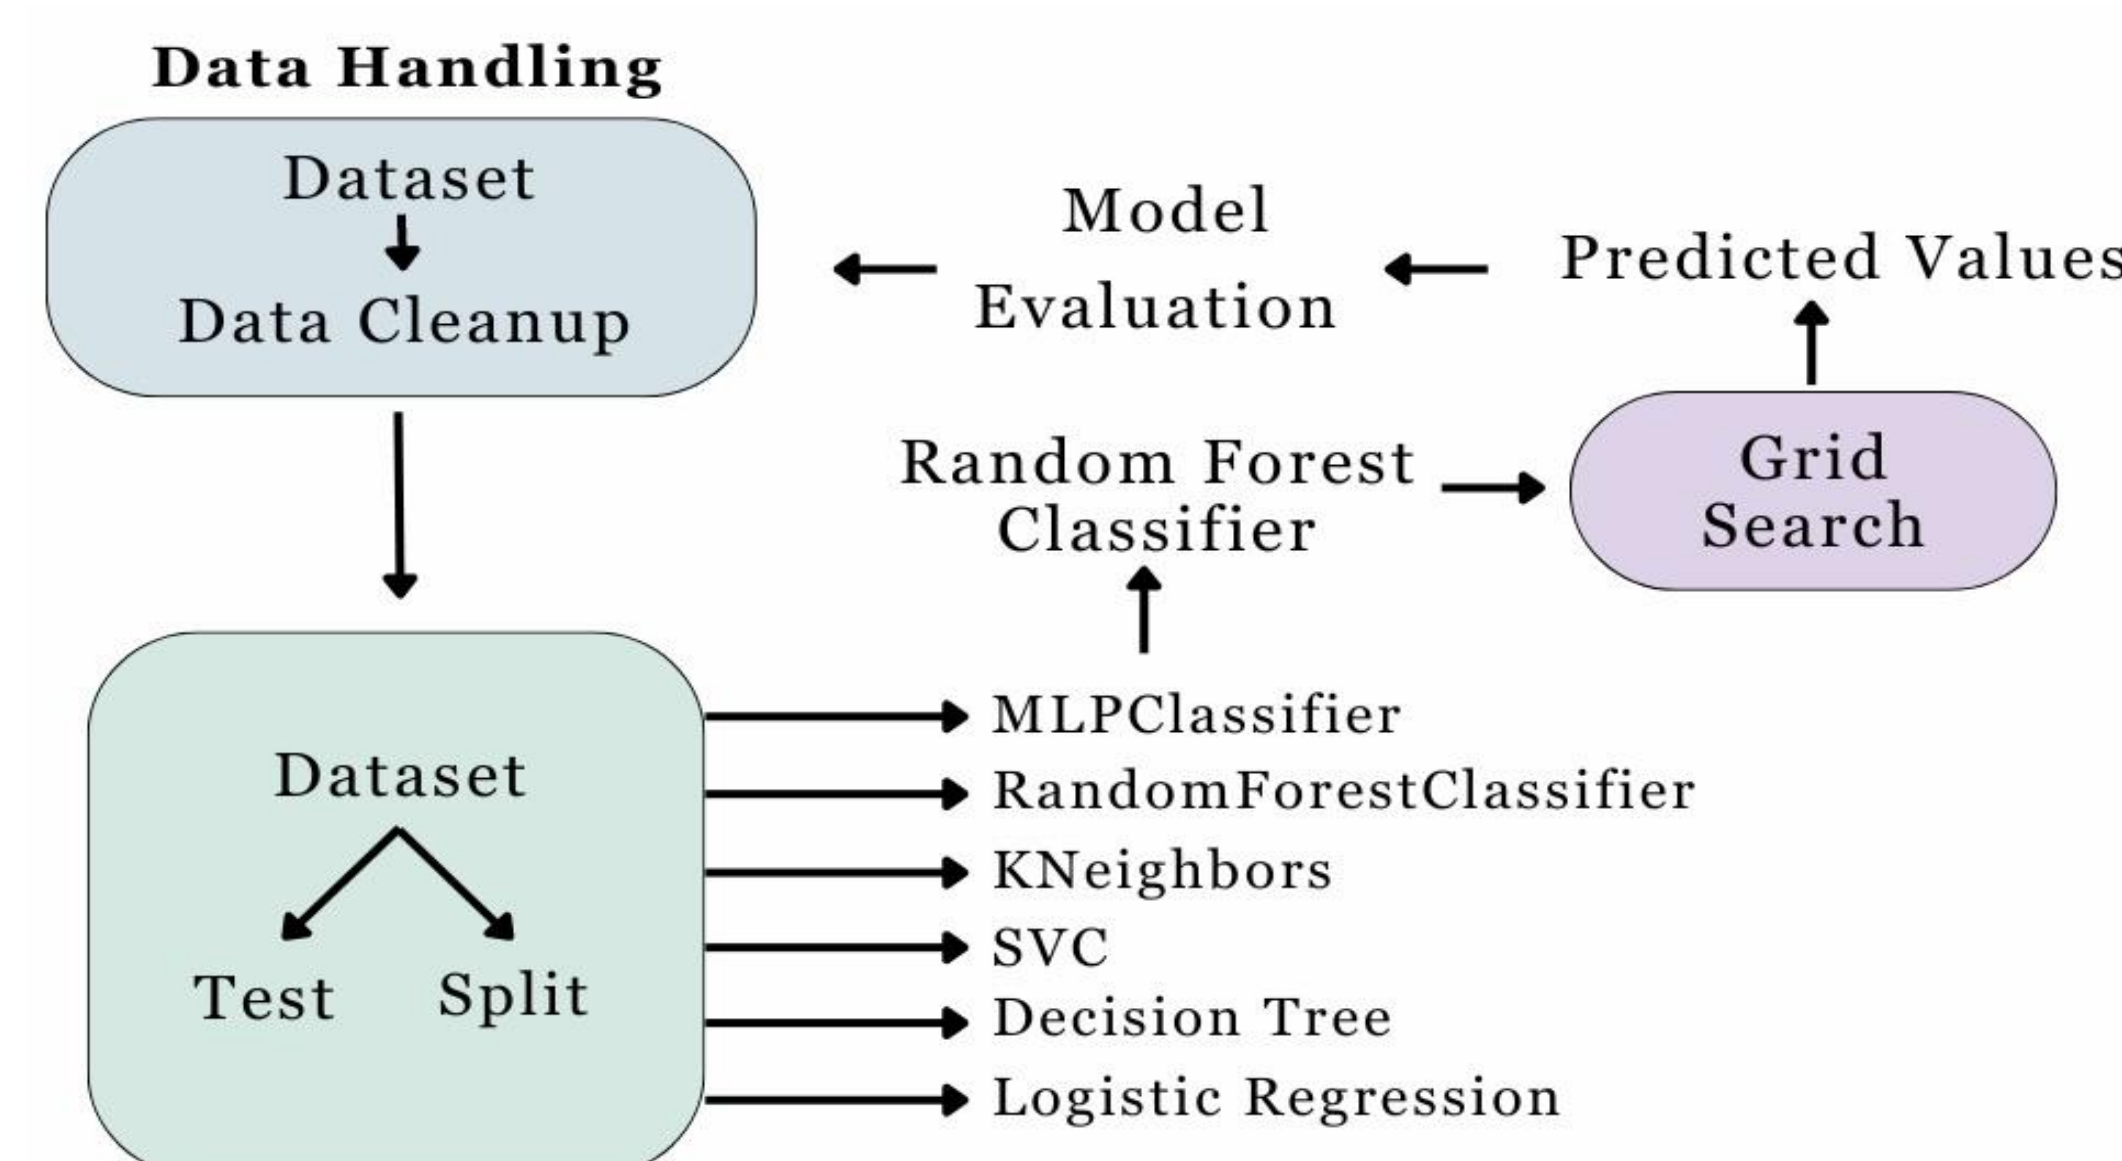 Data Handling
Dataset
Data Cleanup
Model
Evaluation
Predicted Values
Random Forest
Classifier
Grid
Search
Dataset
Test Split
MLPClassifier
RandomForestClassifier
KNeighbors
SVC
Decision Tree
Logistic Regression